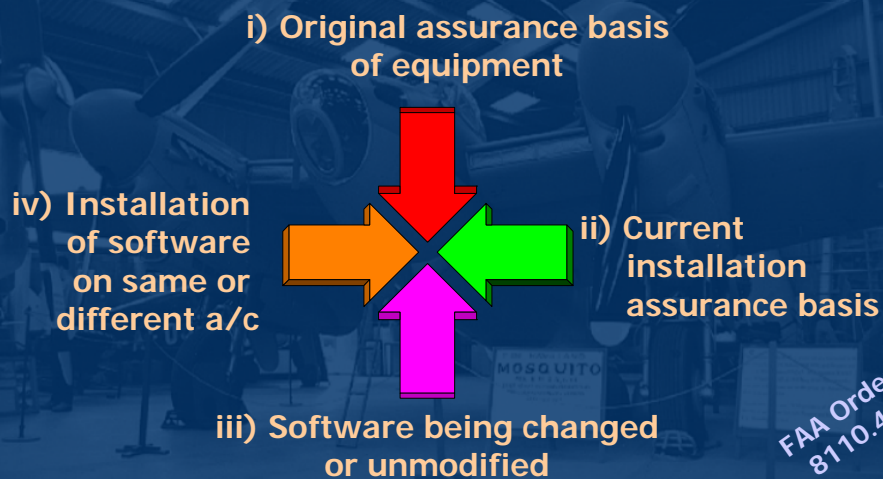 i) Original assurance basis
of equipment
iv) Installation
of software
on same or
different a/c
ii) Current
installation
assurance basis
MOSQUITO
iii) Software being changed
or unmodified
FAA Orde
8110.4